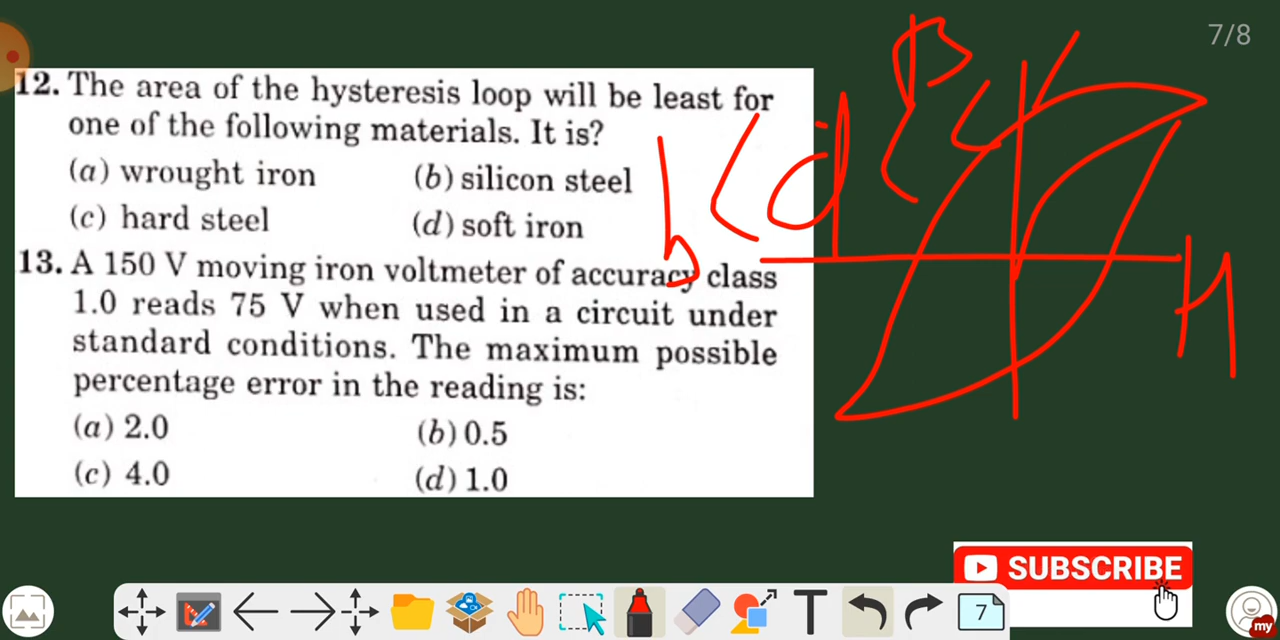 7/8
12. The area of the hysteresis loop will be least for
one of the following materials. It is?
(a) wrought iron (b) silicon steel
(c) hard steel (d) soft iron
13. A 150 V moving iron voltmeter of accuracy class
1.0 reads 75 V when used in a circuit under
standard conditions. The maximum possible
percentage error in the reading is:
(a) 2.0 (b) 0.5
(c) 4.0 (d) 1.0
b < d <
B
H
SUBSCRIBE
T
7
my